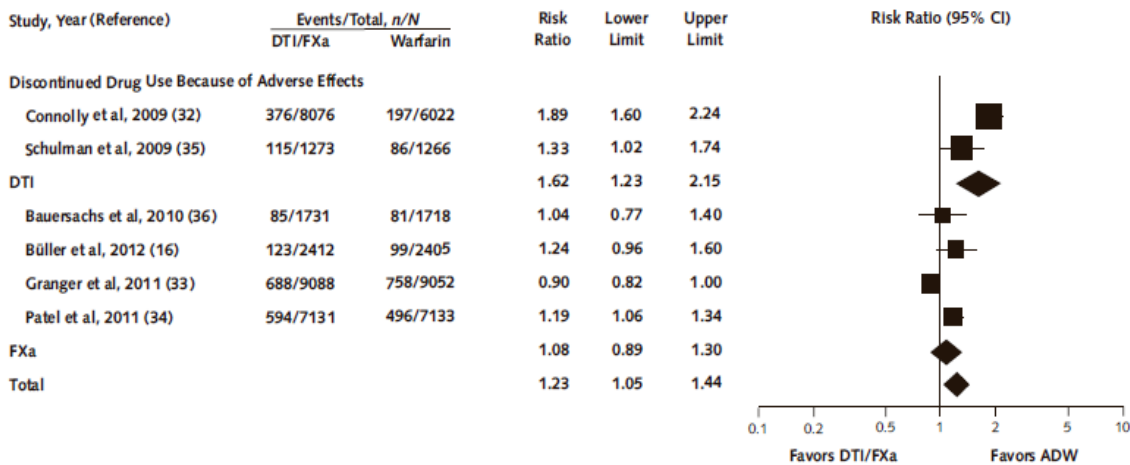 Study, Year (Reference) Events/Total, n/N Risk Ratio Lower Limit Upper Limit Risk Ratio (95% CI)
DTI/FXa Warfarin
Discontinued Drug Use Because of Adverse Effects
Connolly et al, 2009 (32) 376/8076 197/6022 1.89 1.60 2.24
Schulman et al, 2009 (35) 115/1273 86/1266 1.33 1.02 1.74
DTI 1.62 1.23 2.15
Bauersachs et al, 2010 (36) 85/1731 81/1718 1.04 0.77 1.40
Büller et al, 2012 (16) 123/2412 99/2405 1.24 0.96 1.60
Granger et al, 2011 (33) 688/9088 758/9052 0.90 0.82 1.00
Patel et al, 2011 (34) 594/7131 496/7133 1.19 1.06 1.34
FXa 1.08 0.89 1.30
Total 1.23 1.05 1.44
0.1 0.2 0.5 1 2 5 10
Favors DTI/FXa Favors ADW